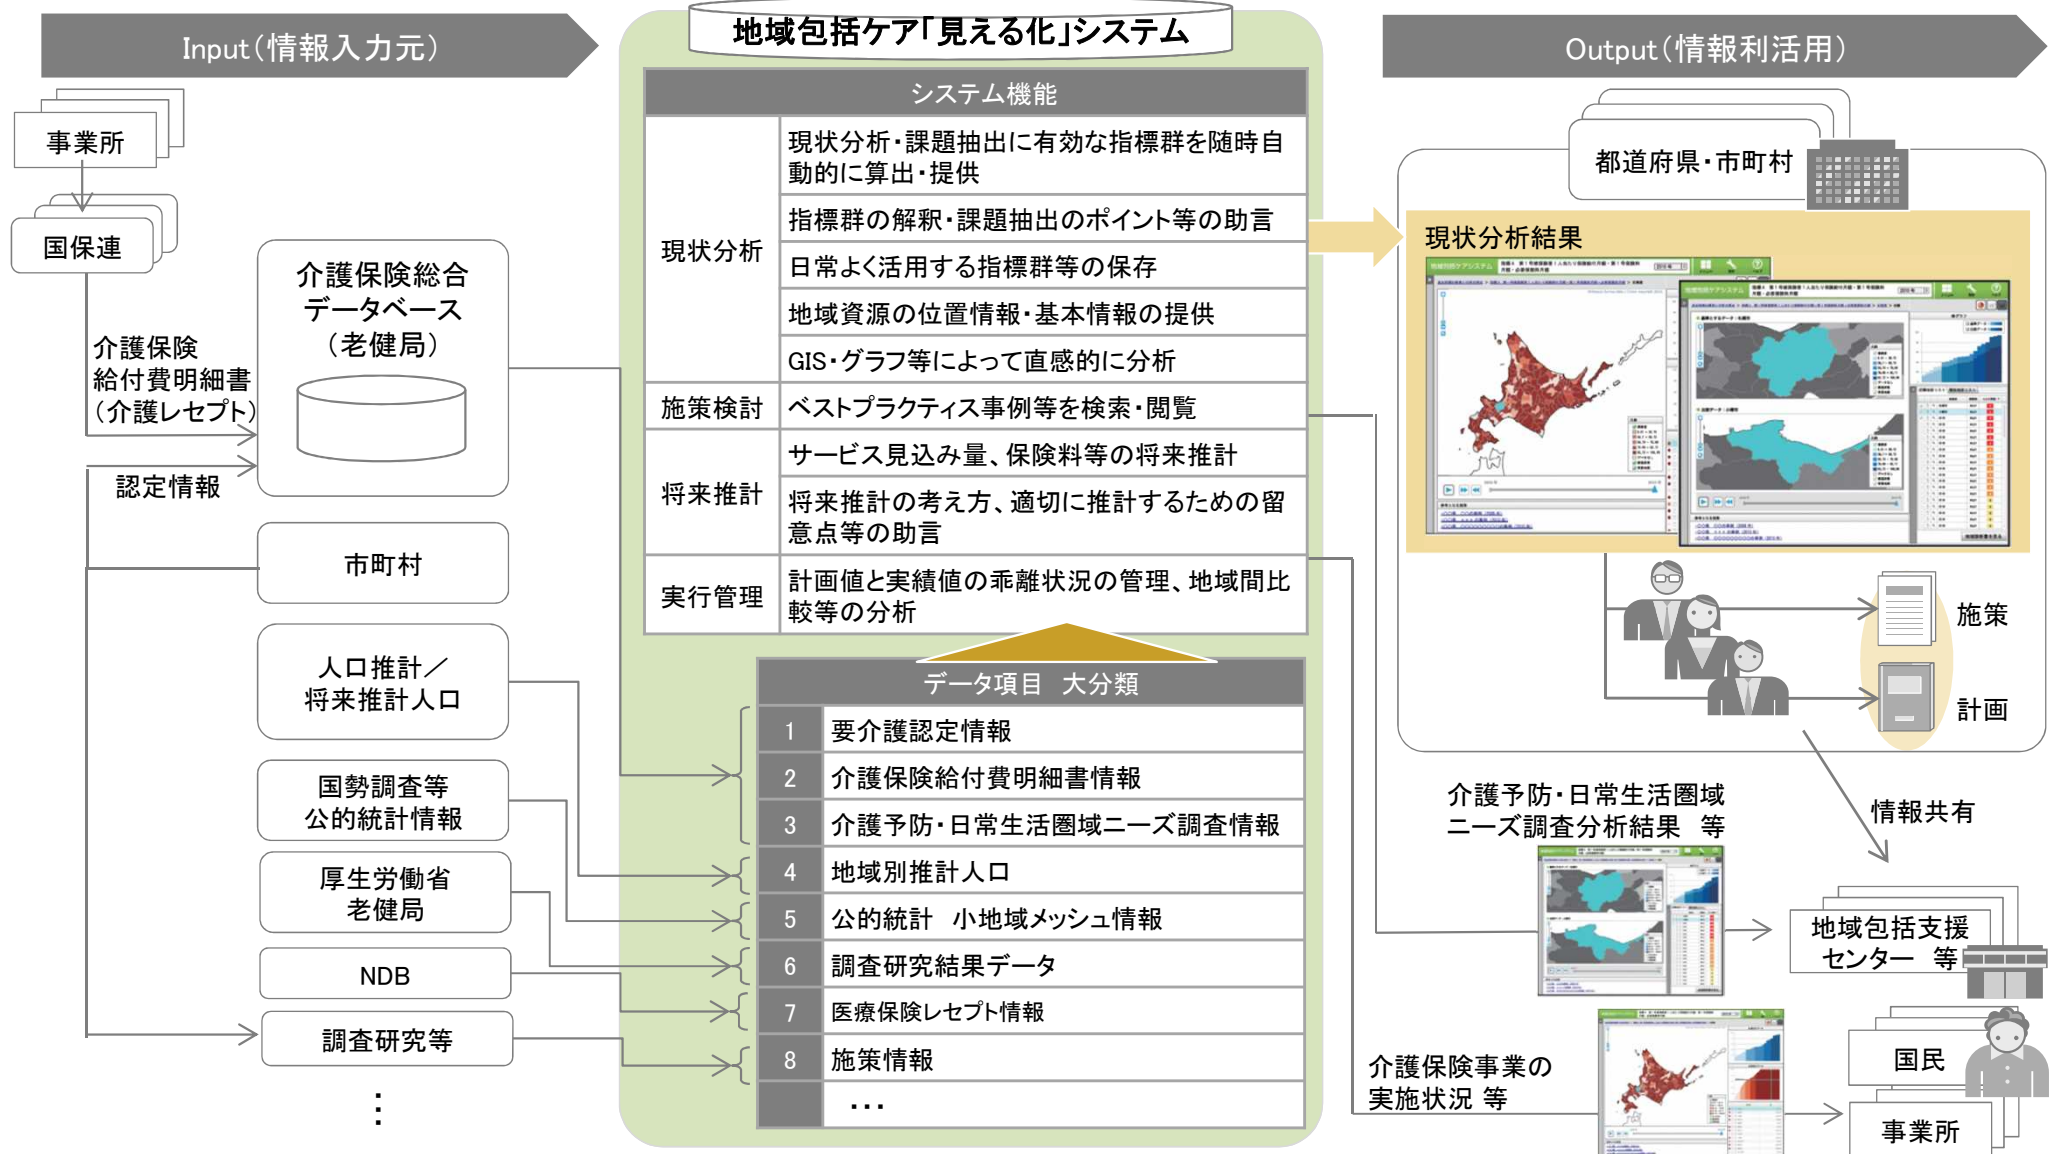 Input(情報入力元)
事業所
国保連
介護保険
給付費明細書
(介護レセプト)
認定情報
介護保険総合
データベース
(老健局)
市町村
人口推計／
将来推計人口
国勢調査等
公的統計情報
厚生労働省
老健局
NDB
調査研究等
⋮
地域包括ケア「見える化」システム
システム機能
現状分析
現状分析・課題抽出に有効な指標群を随時自
動的に算出・提供
指標群の解釈・課題抽出のポイント等の助言
日常よく活用する指標群等の保存
地域資源の位置情報・基本情報の提供
GIS・グラフ等によって直感的に分析
施策検討
ベストプラクティス事例等を検索・閲覧
将来推計
サービス見込み量、保険料等の将来推計
将来推計の考え方、適切に推計するための留
意点等の助言
実行管理
計画値と実績値の乖離状況の管理、地域間比
較等の分析
データ項目　大分類
1 要介護認定情報
2 介護保険給付費明細書情報
3 介護予防・日常生活圏域ニーズ調査情報
4 地域別推計人口
5 公的統計　小地域メッシュ情報
6 調査研究結果データ
7 医療保険レセプト情報
8 施策情報
・・・
Output(情報利活用)
都道府県・市町村
現状分析結果
地域包括ケアシステム
地域包括ケアシステム
施策
計画
介護予防・日常生活圏域
ニーズ調査分析結果　等
情報共有
地域包括支援
センター　等
介護保険事業の
実施状況 等
国民
事業所